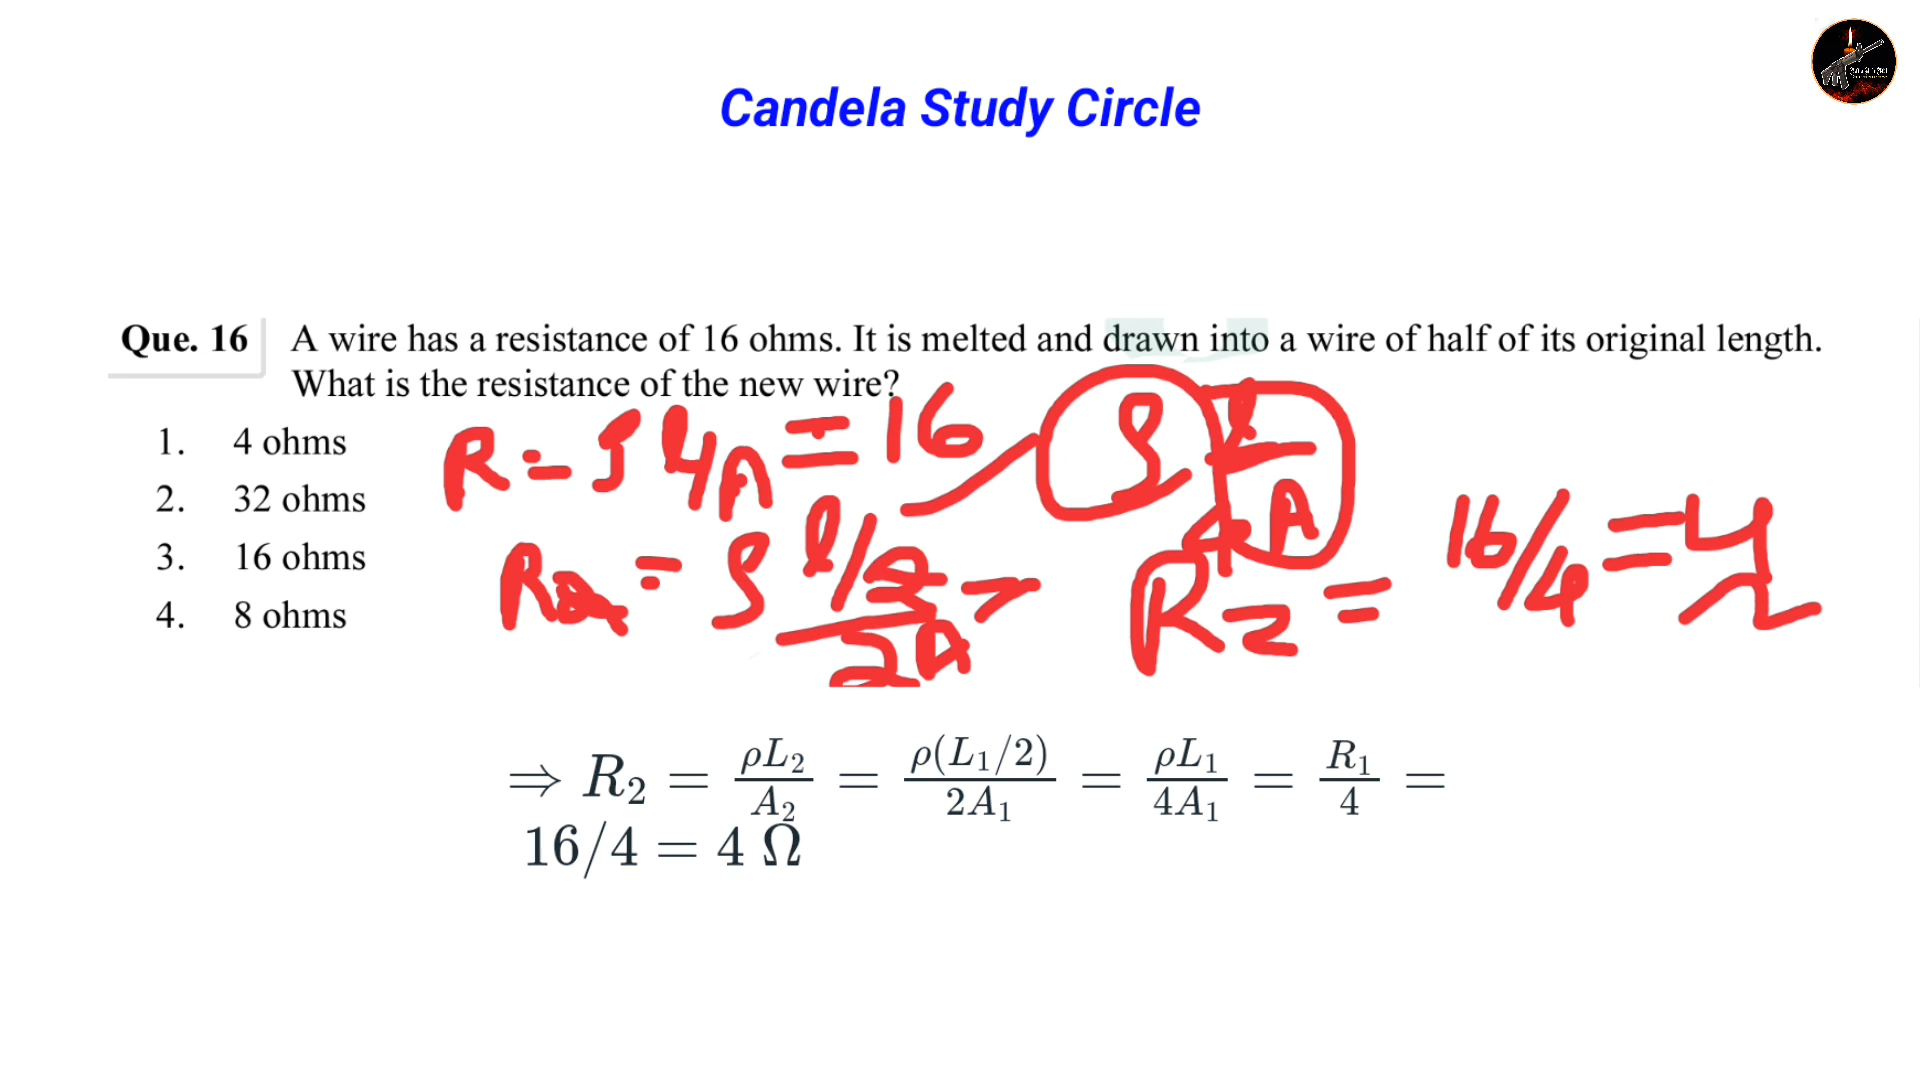 Candela Study Circle
Que. 16 A wire has a resistance of 16 ohms. It is melted and drawn into a wire of half of its original length.
What is the resistance of the new wire?
1. 4 ohms
2. 32 ohms
3. 16 ohms
4. 8 ohms
R = ρ l/A = 16
R2 = ρ l/2 / 2A =
ρ l / 4A
R2 = 16/4 = 4 Ω
⇒ R₂ = ρL₂/A₂ = ρ(L₁/2)/2A₁ = ρL₁/4A₁ = R₁/4 =
16/4 = 4 Ω